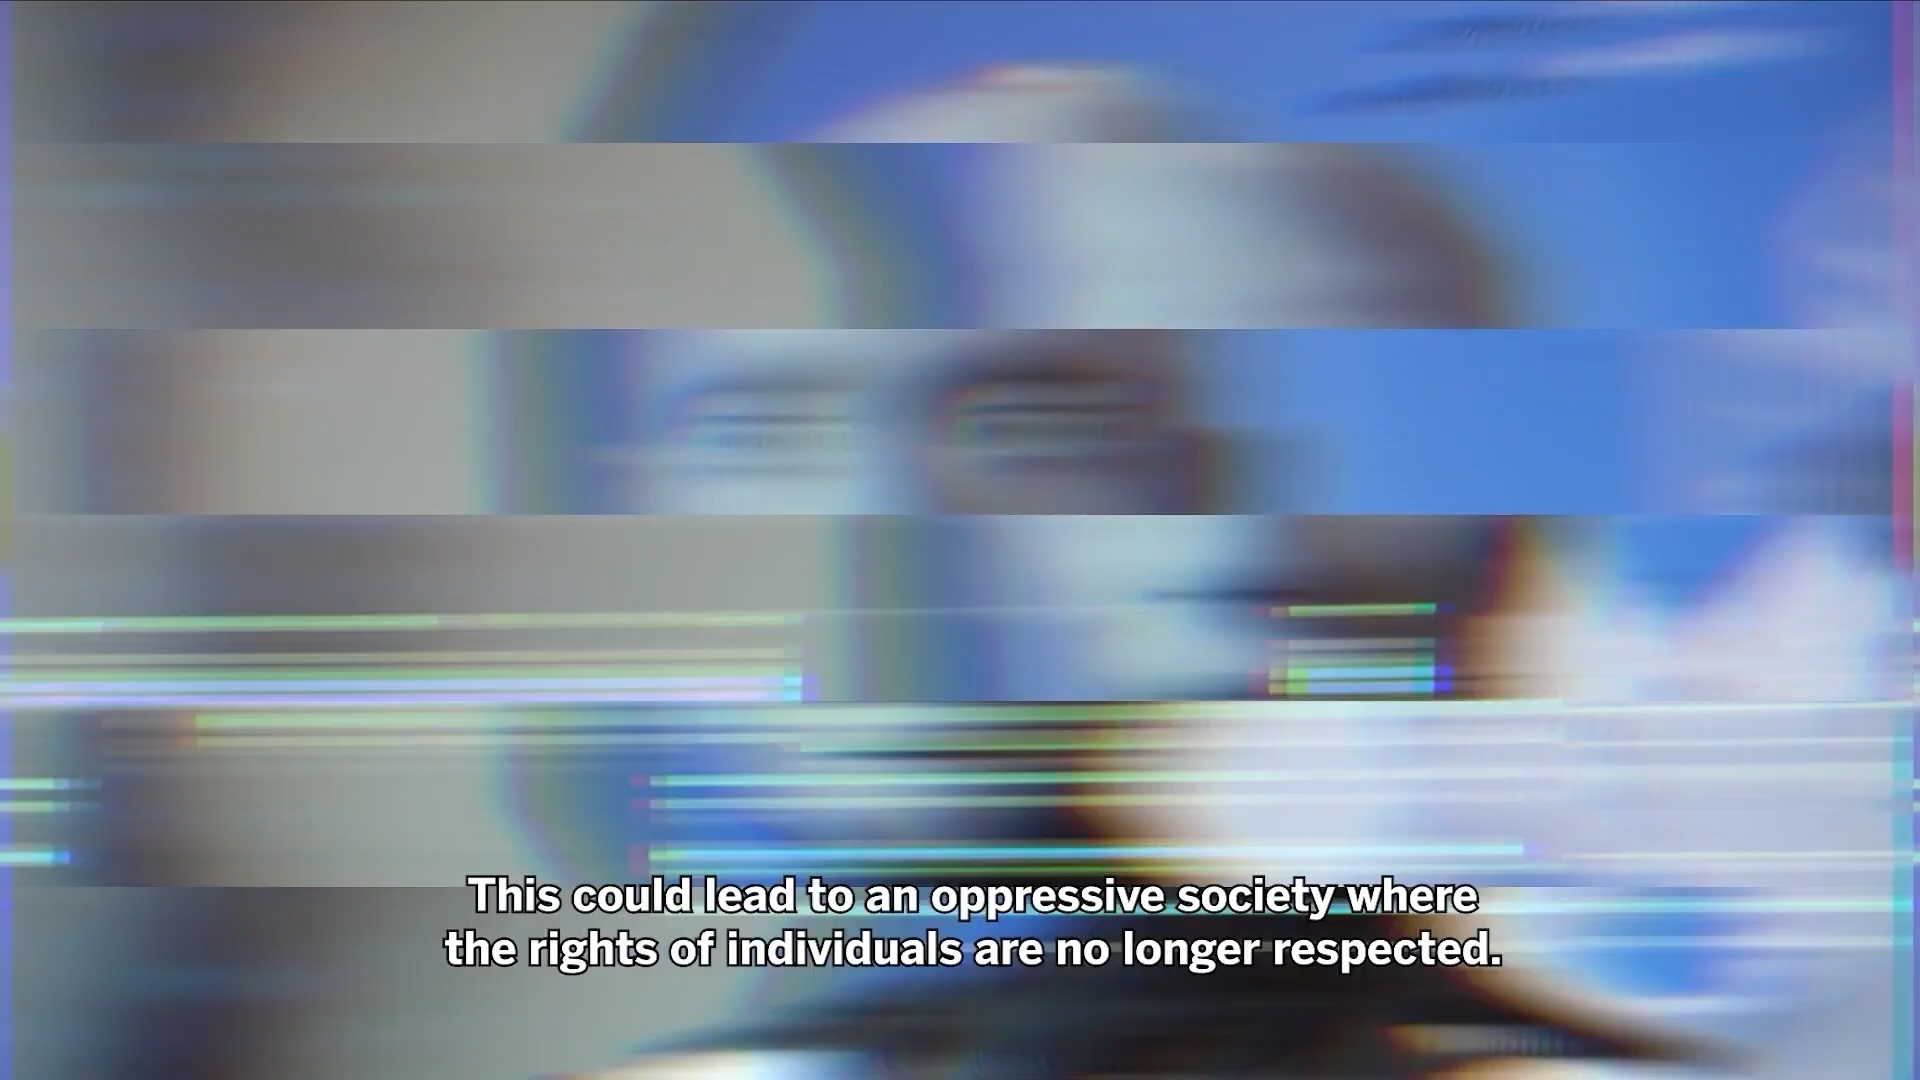 This could lead to an oppressive society where
the rights of individuals are no longer respected.